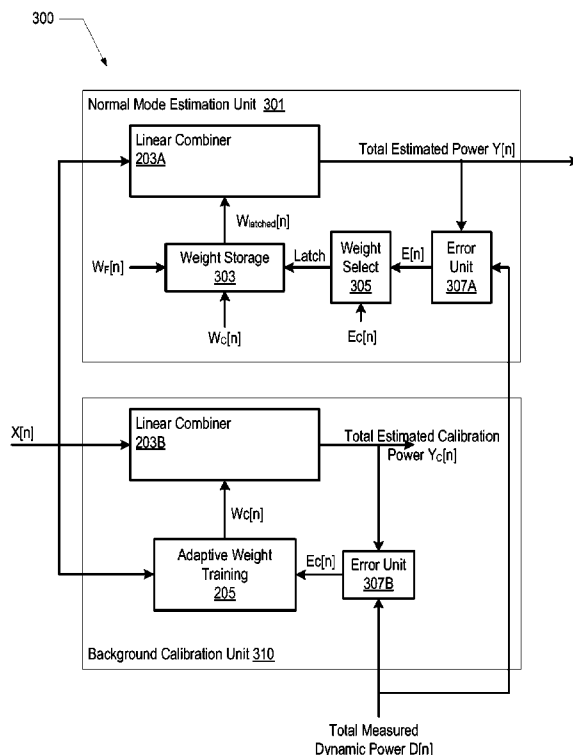 300
Normal Mode Estimation Unit 301
Linear Combiner
203A
Total Estimated Power Y[n]
Wlatched[n]
WF[n]
Weight Storage
303
Latch
Weight
Select
305
E[n]
Error
Unit
307A
WC[n]
Ec[n]
X[n]
Linear Combiner
203B
Total Estimated Calibration
Power YC[n]
Wc[n]
Adaptive Weight
Training
205
Ec[n]
Error Unit
307B
Background Calibration Unit 310
Total Measured
Dynamic Power D[n]